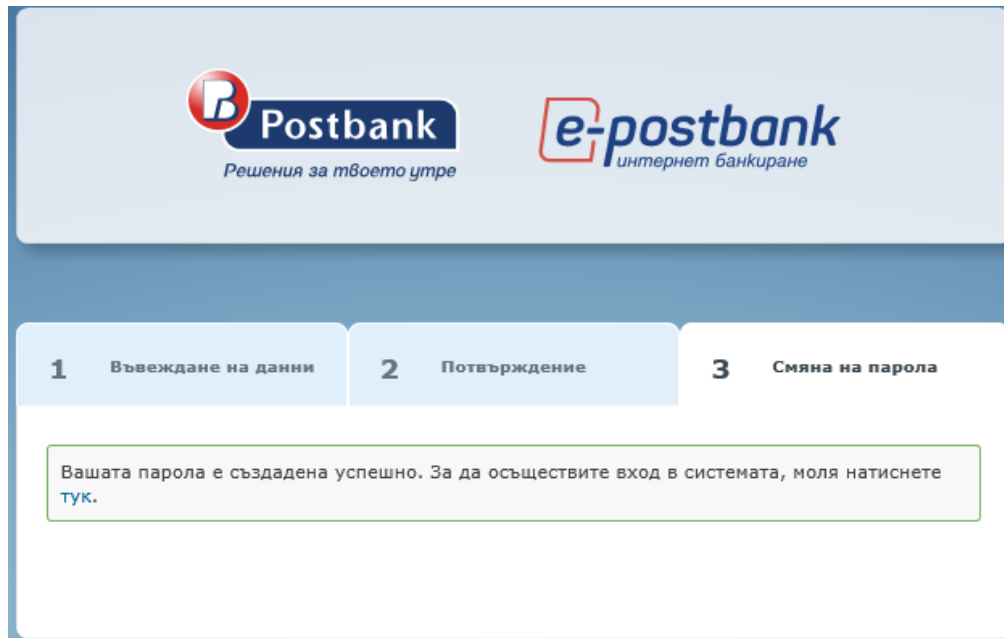 Postbank
Решения за твоето утре
e-postbank
интернет банкиране
1 Въвеждане на данни
2 Потвърждение
3 Смяна на парола
Вашата парола е създадена успешно. За да осъществите вход в системата, моля натиснете
тук.